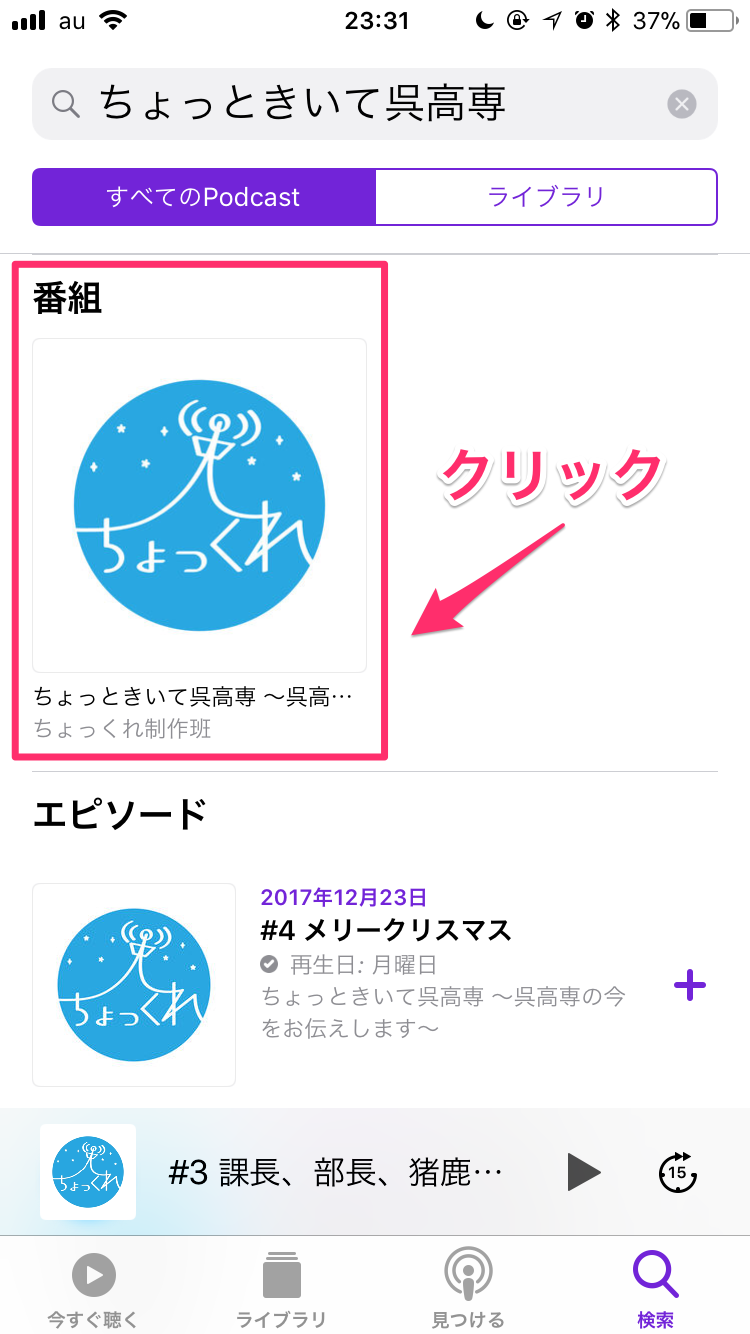 au 23:31 37%
ちょっときいて呉高専
すべてのPodcast ライブラリ
番組
ちょっくれ
クリック
ちょっときいて呉高専 〜呉高…
ちょっくれ制作班
エピソード
ちょっくれ
2017年12月23日
#4 メリークリスマス
再生日: 月曜日
ちょっときいて呉高専 〜呉高専の今
をお伝えします〜
ちょっくれ
#3 課長、部長、猪鹿…
15
今すぐ聴く ライブラリ 見つける 検索